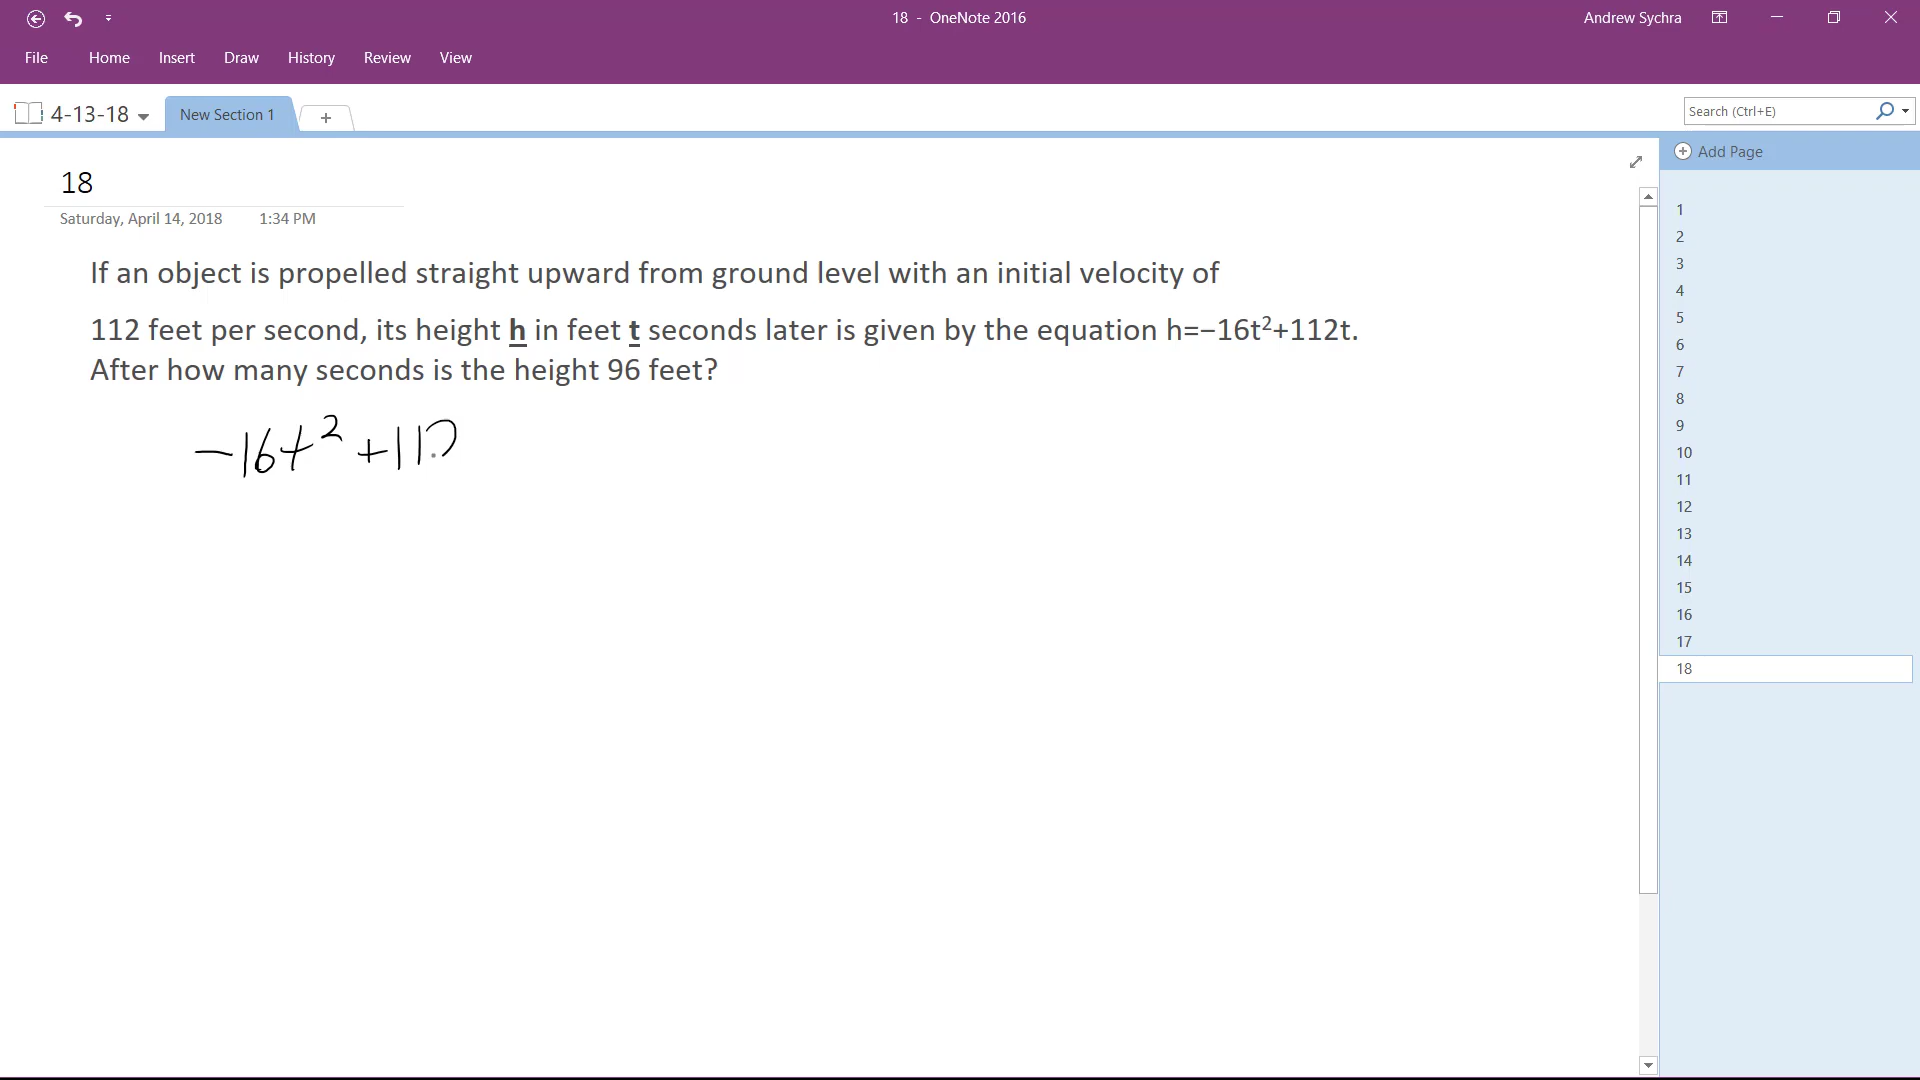 18 - OneNote 2016
Andrew Sychra
File Home Insert Draw History Review View
4-13-18
New Section 1
+
Search (Ctrl+E)
Add Page
18
Saturday, April 14, 2018 1:34 PM
If an object is propelled straight upward from ground level with an initial velocity of
112 feet per second, its height h in feet t seconds later is given by the equation h=−16t²+112t.
After how many seconds is the height 96 feet?
-16t² +112
1
2
3
4
5
6
7
8
9
10
11
12
13
14
15
16
17
18